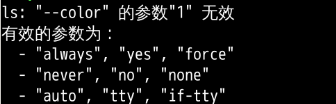 ls: "--color" 的参数"1" 无效
有效的参数为：
- "always", "yes", "force"
- "never", "no", "none"
- "auto", "tty", "if-tty"